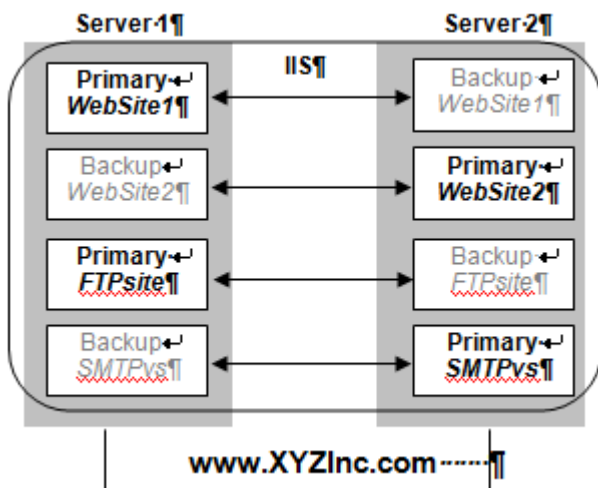 Server·1¶
Server·2¶
IIS¶
Primary·↵
WebSite1¶
Backup·↵
WebSite1¶
Backup↵
WebSite2¶
Primary·↵
WebSite2¶
Primary·↵
FTPsite¶
Backup·↵
FTPsite¶
Backup↵
SMTPvs¶
Primary·↵
SMTPvs¶
www.XYZInc.com·······¶